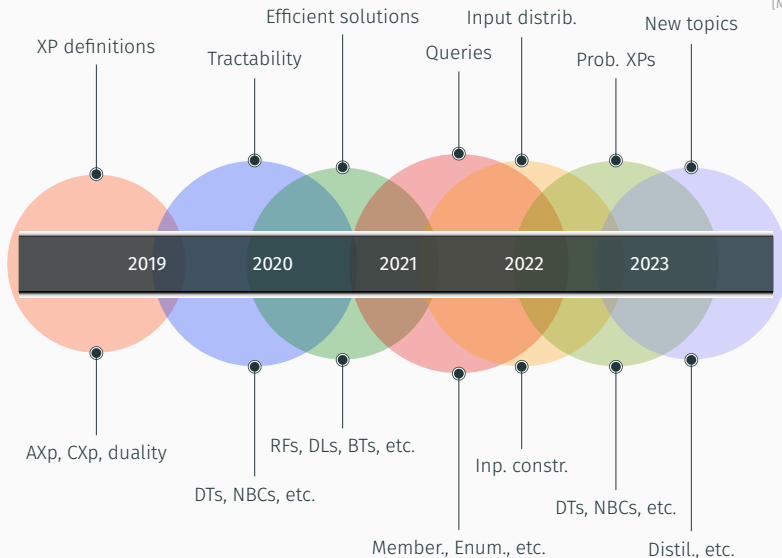 [M
Efficient solutions
Input distrib.
New topics
XP definitions
Tractability
Queries
Prob. XPs
2019
2020
2021
2022
2023
AXp, CXp, duality
RFs, DLs, BTs, etc.
Inp. constr.
DTs, NBCs, etc.
DTs, NBCs, etc.
Member., Enum., etc.
Distil., etc.